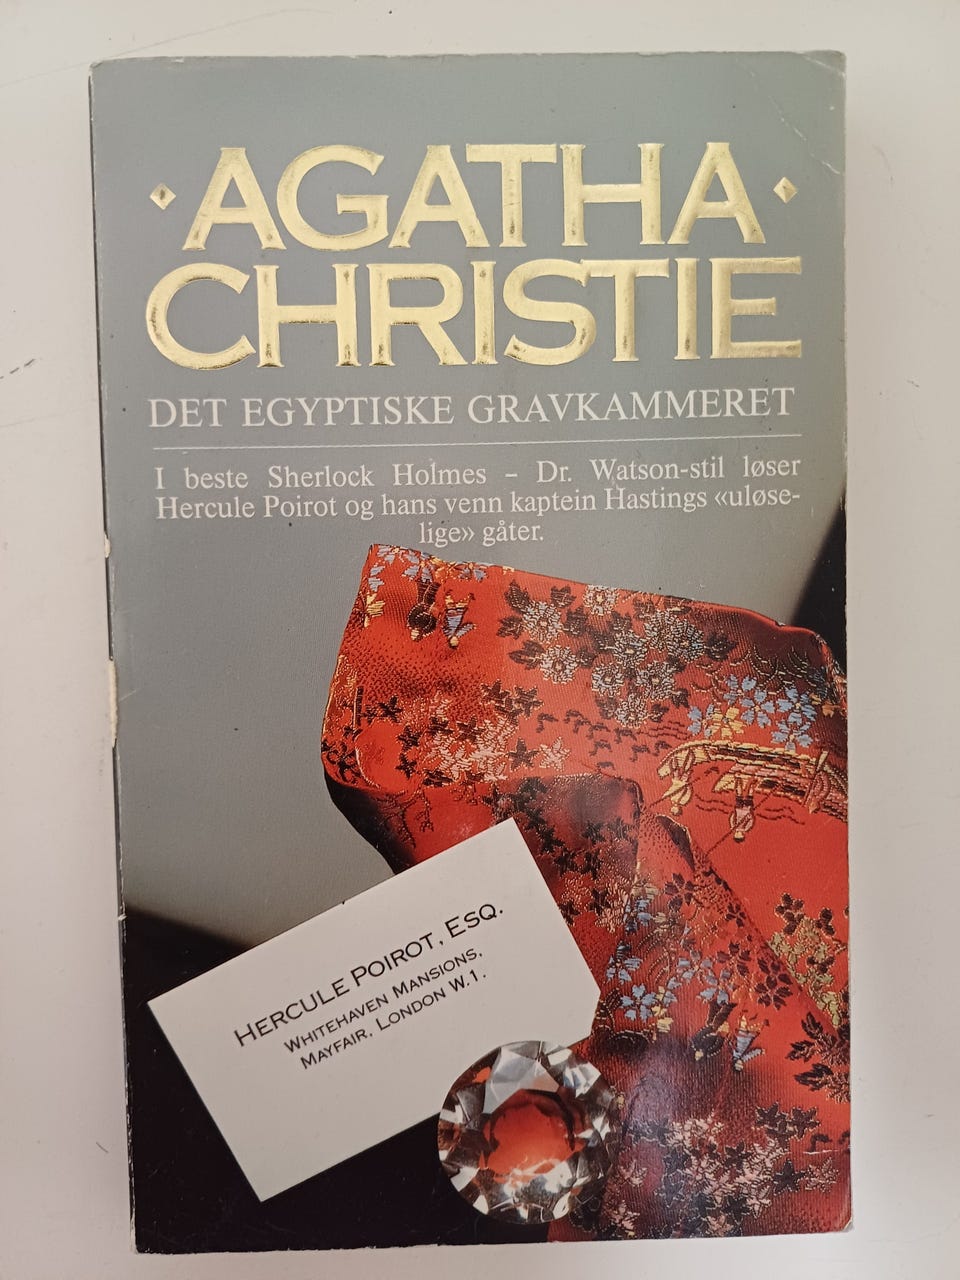 AGATHA
CHRISTIE
DET EGYPTISKE GRAVKAMMERET
I beste Sherlock Holmes – Dr. Watson-stil løser
Hercule Poirot og hans venn kaptein Hastings «uløse-
lige» gåter.
HERCULE POIROT, ESQ.
WHITEHAVEN MANSIONS,
MAYFAIR, LONDON W.1.